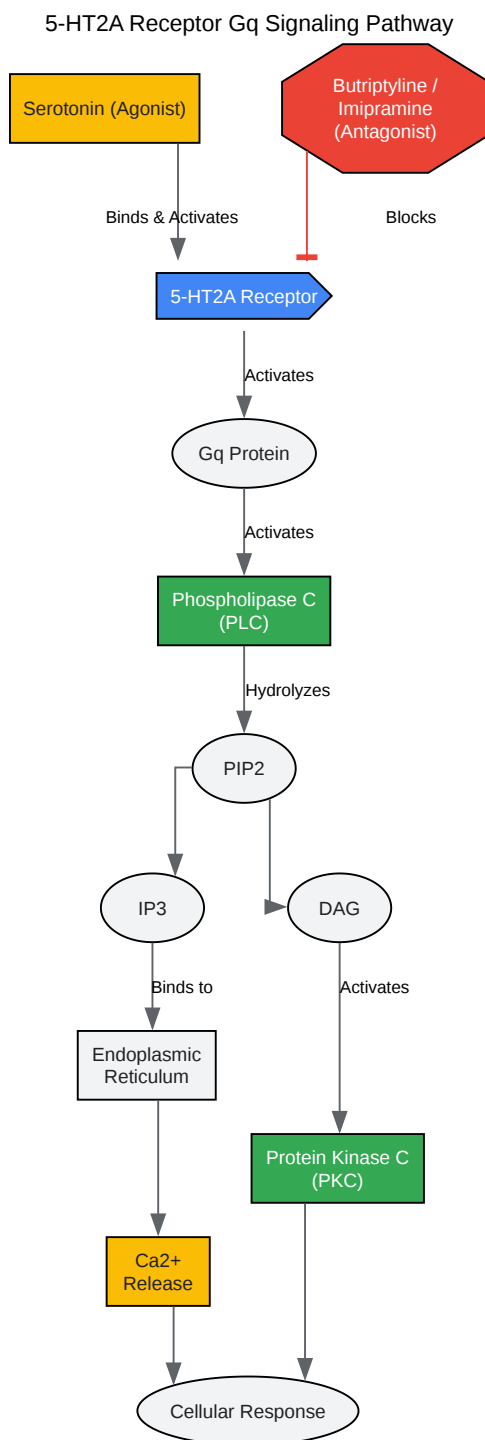 5-HT2A Receptor Gq Signaling Pathway
Serotonin (Agonist)
Butriptyline /
Imipramine
(Antagonist)
Binds & Activates
Blocks
5-HT2A Receptor
Activates
Gq Protein
Activates
Phospholipase C
(PLC)
Hydrolyzes
PIP2
IP3
DAG
Binds to
Activates
Endoplasmic
Reticulum
Protein Kinase C
(PKC)
Ca2+
Release
Cellular Response